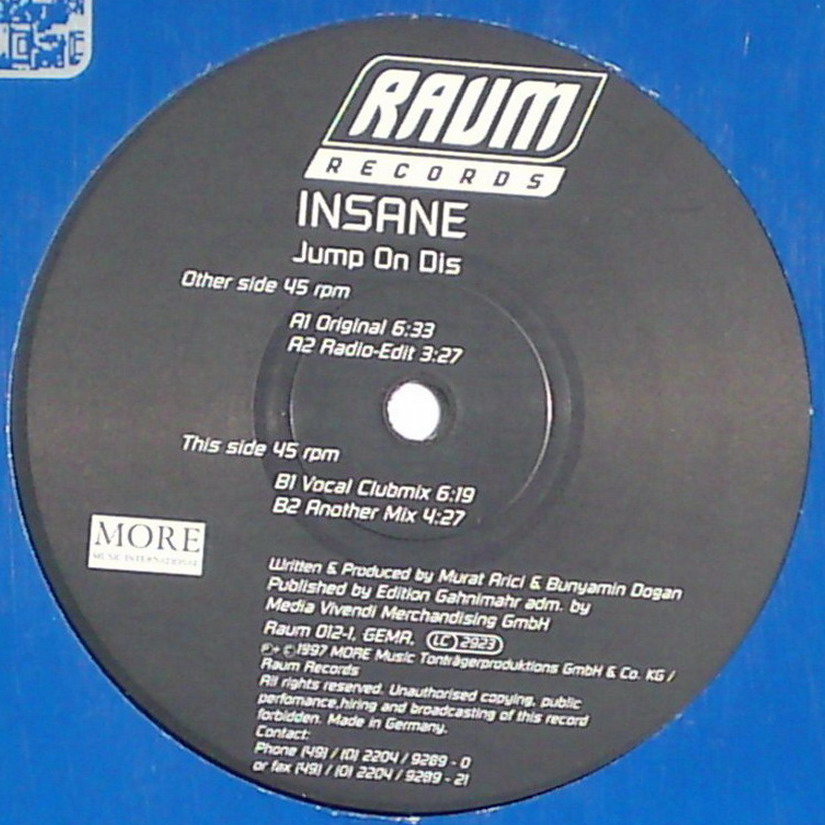 RAUM
RECORDS
INSANE
Jump On Dis
Other side 45 rpm
A1 Original 6:33
A2 Radio-Edit 3:27
This side 45 rpm
B1 Vocal Clubmix 6:19
B2 Another Mix 4:27
MORE
MUSIC INTERNATIONAL
Written & Produced by Murat Arici & Bunyamin Dogan
Published by Edition Gahnimahr adm. by
Media Vivendi Merchandising GmbH
Raum 012-1, GEMA, LC 2923
℗+©1997 MORE Music Tonträgerproduktions GmbH & Co. KG /
Raum Records
All rights reserved. Unauthorised copying, public
perfomance,hiring and broadcasting of this record
forbidden. Made in Germany.
Contact:
Phone (49) / (0) 2204 / 9289 - 0
or fax (49) / (0) 2204 / 9289 - 21